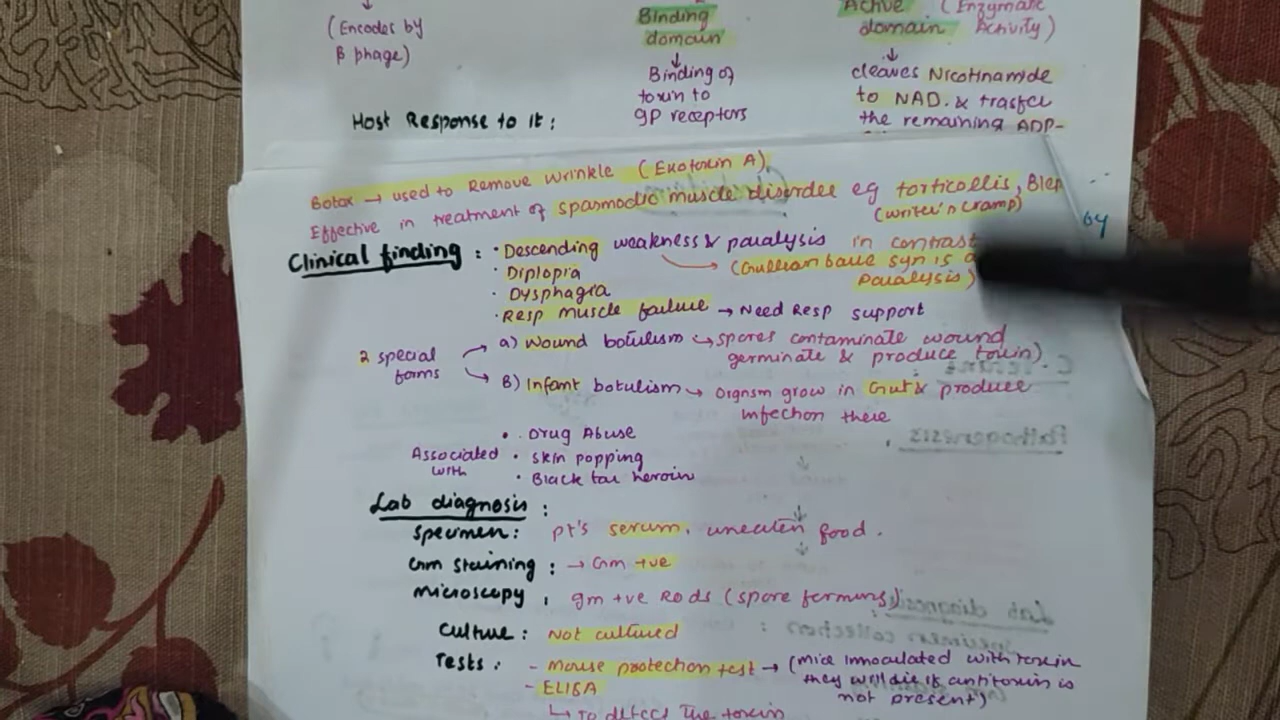 (Encodes by
β phage)
Binding
domain
↓
Binding of
toxin to
gp receptors
Active (Enzymatic
domain Activity)
↓
cleaves Nicotinamide
to NAD. & trasfer
the remaining ADP-
Host Response to it:
Botox → used to Remove Wrinkle (Exotoxin A)
Effective in treatment of spasmodic muscle disorder eg torticollis, Blep
(writer's cramp)
by
Clinical finding : · Descending weakness & paralysis in contrast
→ (Gullian baue syn is a
paralysis)
· Diplopia
· Dysphagia
· Resp muscle failure → Need Resp support
2 special
forms
a) Wound botulism → spores contaminate wound
germinate & produce toxin).
B) Infant botulism → Orgnsm grow in Gut & produce
infection there
Associated
with
· Drug Abuse
· skin popping
· Black tar heroin
Lab diagnosis :
specimen: pt's serum, uneaten food.
Gm staining : → Gm +ve
microscopy : gm +ve Rods (spore forming)
culture : Not cultured
Tests : - Mouse protection test → (Mice innoculated with toxin
they will die if antitoxin is
not present)
- ELISA
↳ To detect the toxin